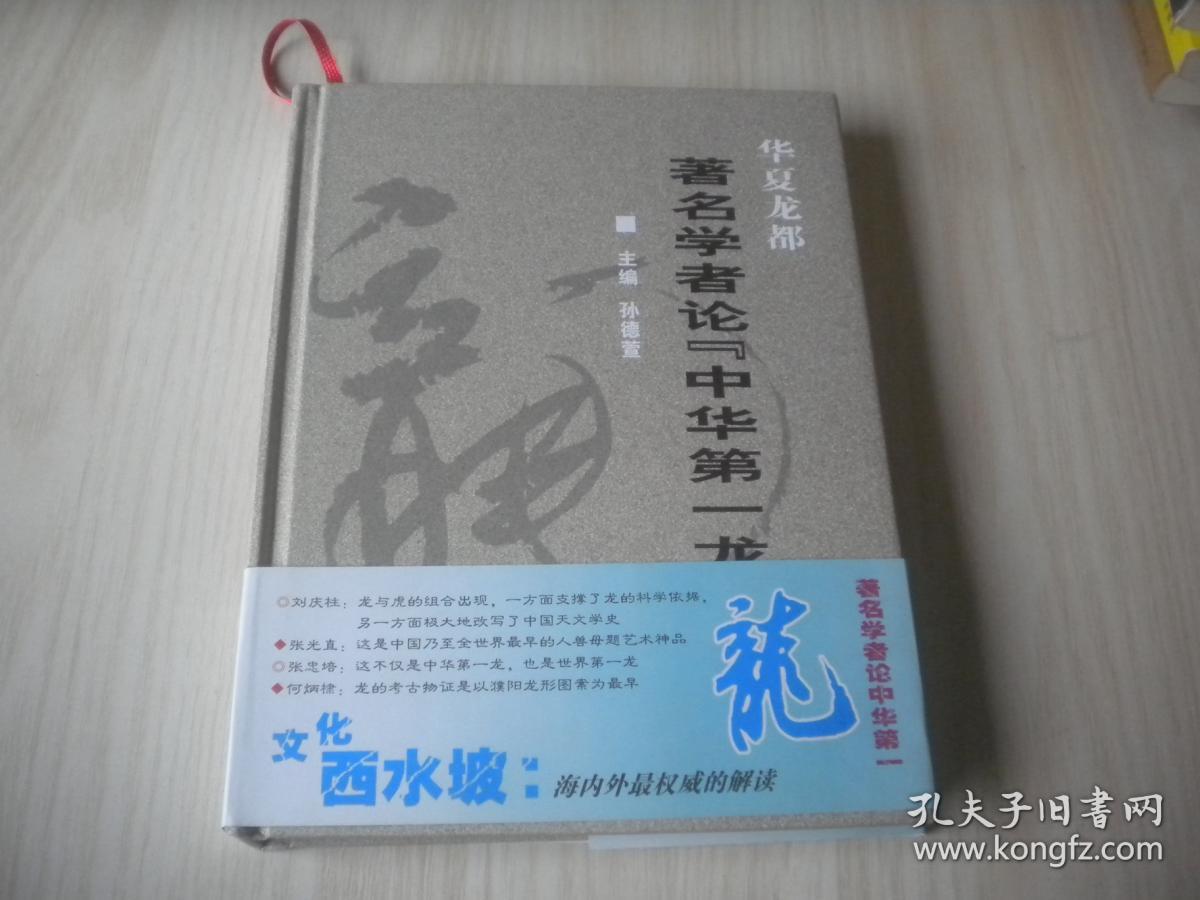 华夏龙都
著名学者论『中华第一龙
■ 主编 孙德萱
◎刘庆柱：龙与虎的组合出现，一方面支撑了龙的科学依据，
另一方面极大地改写了中国天文学史
◆张光直：这是中国乃至全世界最早的人兽母题艺术神品
◎张忠培：这不仅是中华第一龙，也是世界第一龙
◆何炳棣：龙的考古物证是以濮阳龙形图案为最早
龍
著名学者论中华第一
文化
西水坡：海内外最权威的解读
孔夫子旧书网
www.kongfz.com